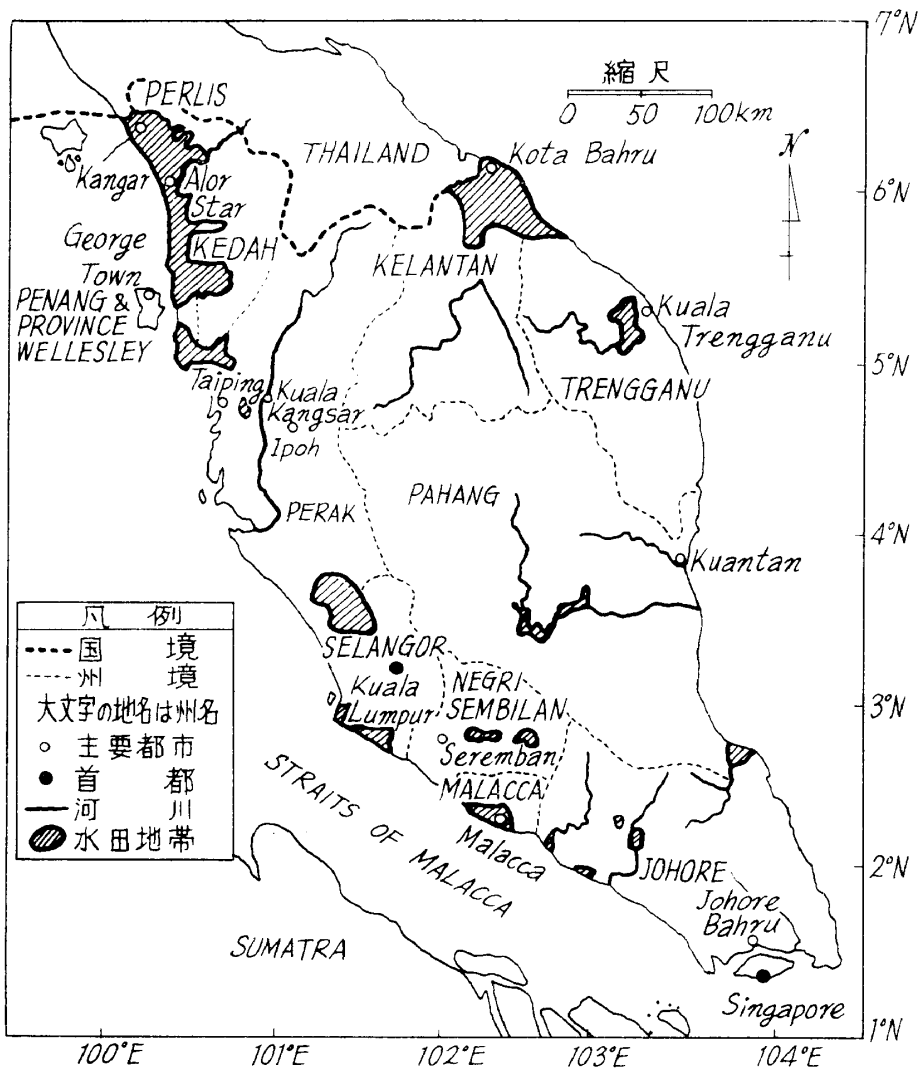 7°N
縮尺
0 50 100km
PERLIS
THAILAND
Kota Bahru
N
Kangar
Alor
Star
6°N
George
Town
KEDAH
KELANTAN
PENANG &
PROVINCE
WELLESLEY
Kuala
Trengganu
5°N
Taiping
Kuala
Kangsar
Ipoh
TRENGGANU
PERAK
PAHANG
4°N
Kuantan
凡例
国境
州境
大文字の地名は州名
主要都市
首都
河川
水田地帯
SELANGOR
Kuala
Lumpur
NEGRI
SEMBILAN
3°N
Seremban
MALACCA
Malacca
STRAITS OF MALACCA
JOHORE
2°N
Johore
Bahru
SUMATRA
Singapore
1°N
100°E 101°E 102°E 103°E 104°E